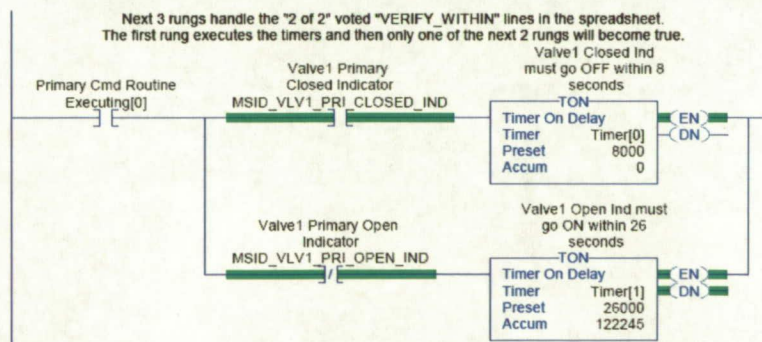 Next 3 rungs handle the "2 of 2" voted "VERIFY_WITHIN" lines in the spreadsheet.
The first rung executes the timers and then only one of the next 2 rungs will become true.
Primary Cmd Routine
Executing[0]
Valve1 Primary
Closed Indicator
MSID_VLV1_PRI_CLOSED_IND
Valve1 Closed Ind
must go OFF within 8
seconds
TON
Timer On Delay
Timer Timer[0]
Preset 8000
Accum 0
EN
DN
Valve1 Primary Open
Indicator
MSID_VLV1_PRI_OPEN_IND
Valve1 Open Ind must
go ON within 26
seconds
TON
Timer On Delay
Timer Timer[1]
Preset 26000
Accum 122245
EN
DN